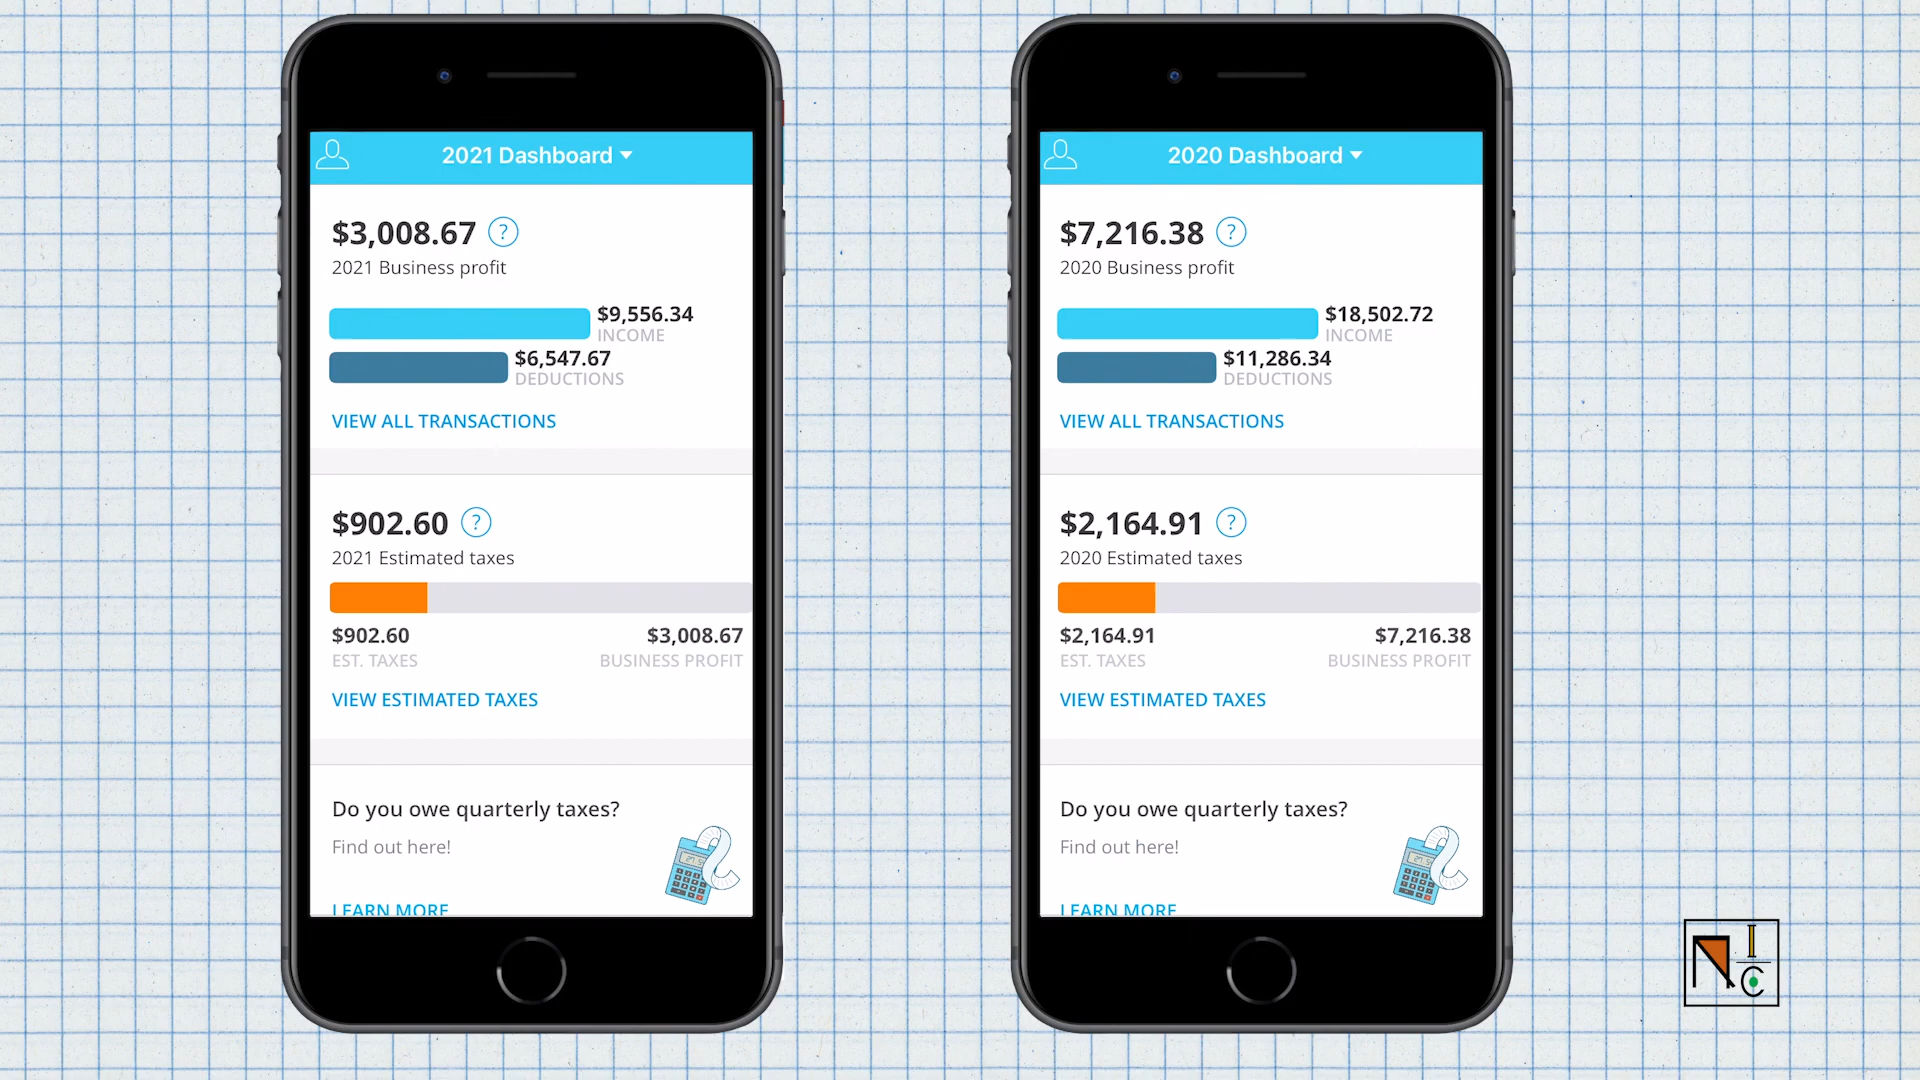 2021 Dashboard
$3,008.67 ?
2021 Business profit
$9,556.34
INCOME
$6,547.67
DEDUCTIONS
VIEW ALL TRANSACTIONS
$902.60 ?
2021 Estimated taxes
$902.60 $3,008.67
EST. TAXES BUSINESS PROFIT
VIEW ESTIMATED TAXES
Do you owe quarterly taxes?
Find out here!
LEARN MORE
2020 Dashboard
$7,216.38 ?
2020 Business profit
$18,502.72
INCOME
$11,286.34
DEDUCTIONS
VIEW ALL TRANSACTIONS
$2,164.91 ?
2020 Estimated taxes
$2,164.91 $7,216.38
EST. TAXES BUSINESS PROFIT
VIEW ESTIMATED TAXES
Do you owe quarterly taxes?
Find out here!
LEARN MORE